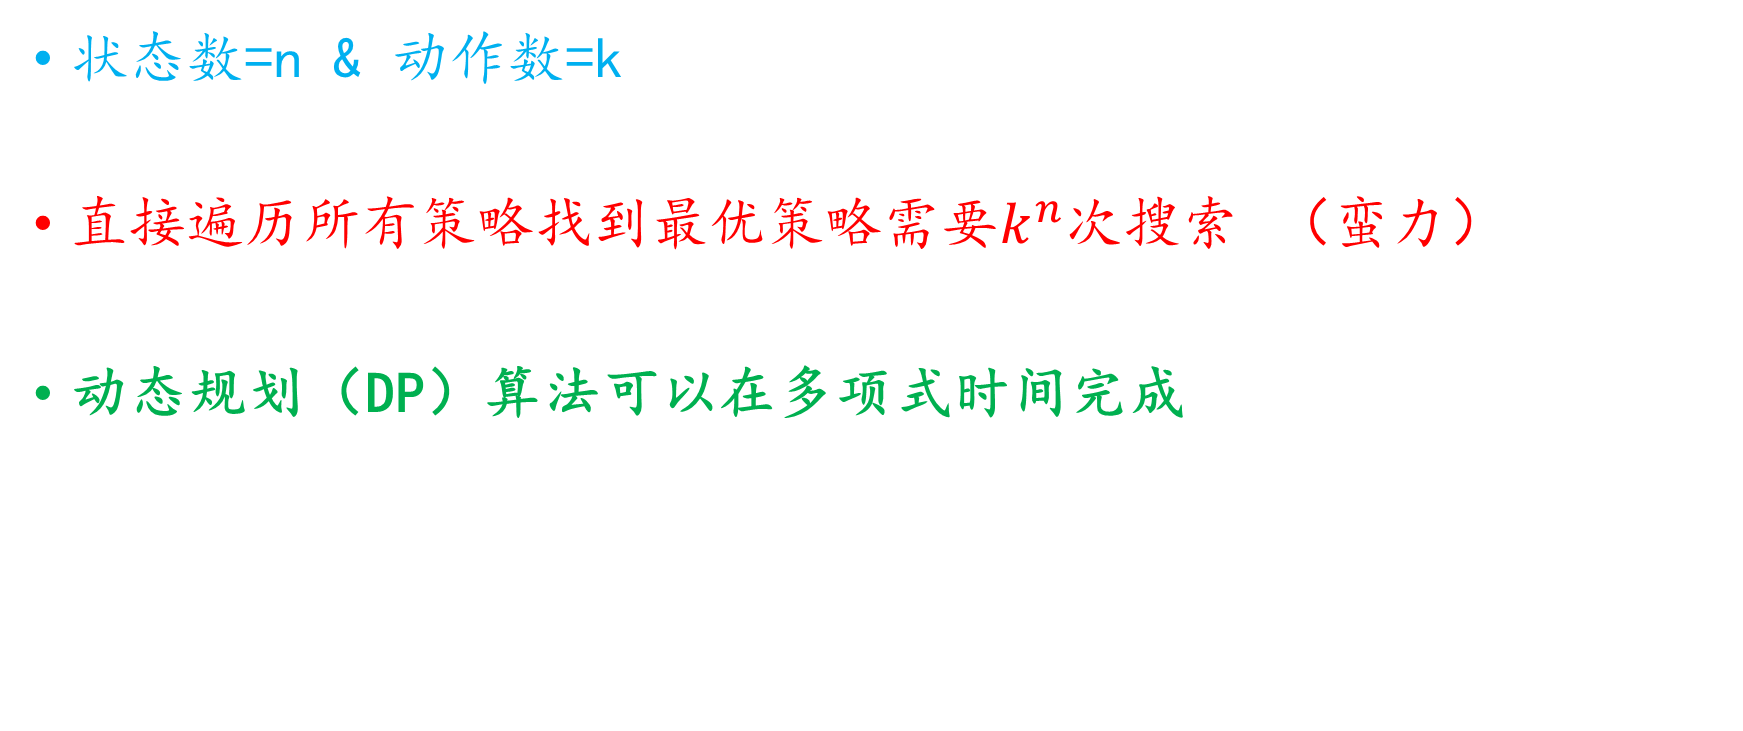 • 状态数=n & 动作数=k
• 直接遍历所有策略找到最优策略需要kⁿ次搜索 （蛮力）
• 动态规划（DP）算法可以在多项式时间完成